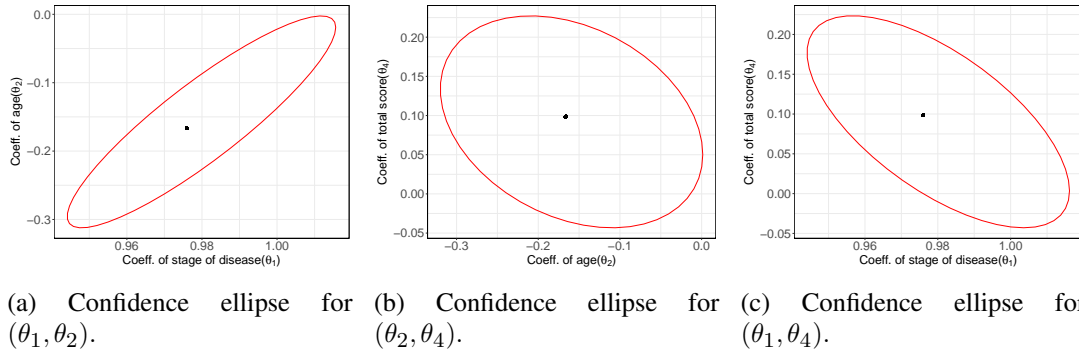 0.0
−0.1
−0.2
−0.3
Coeff. of age(θ2)
0.96 0.98 1.00
Coeff. of stage of disease(θ1)
0.20
0.15
0.10
0.05
0.00
−0.05
Coeff. of total score(θ4)
−0.3 −0.2 −0.1 0.0
Coeff. of age(θ2)
0.20
0.15
0.10
0.05
0.00
−0.05
Coeff. of total score(θ4)
0.96 0.98 1.00
Coeff. of stage of disease(θ1)
(a) Confidence ellipse for
(θ1, θ2).
(b) Confidence ellipse for
(θ2, θ4).
(c) Confidence ellipse for
(θ1, θ4).